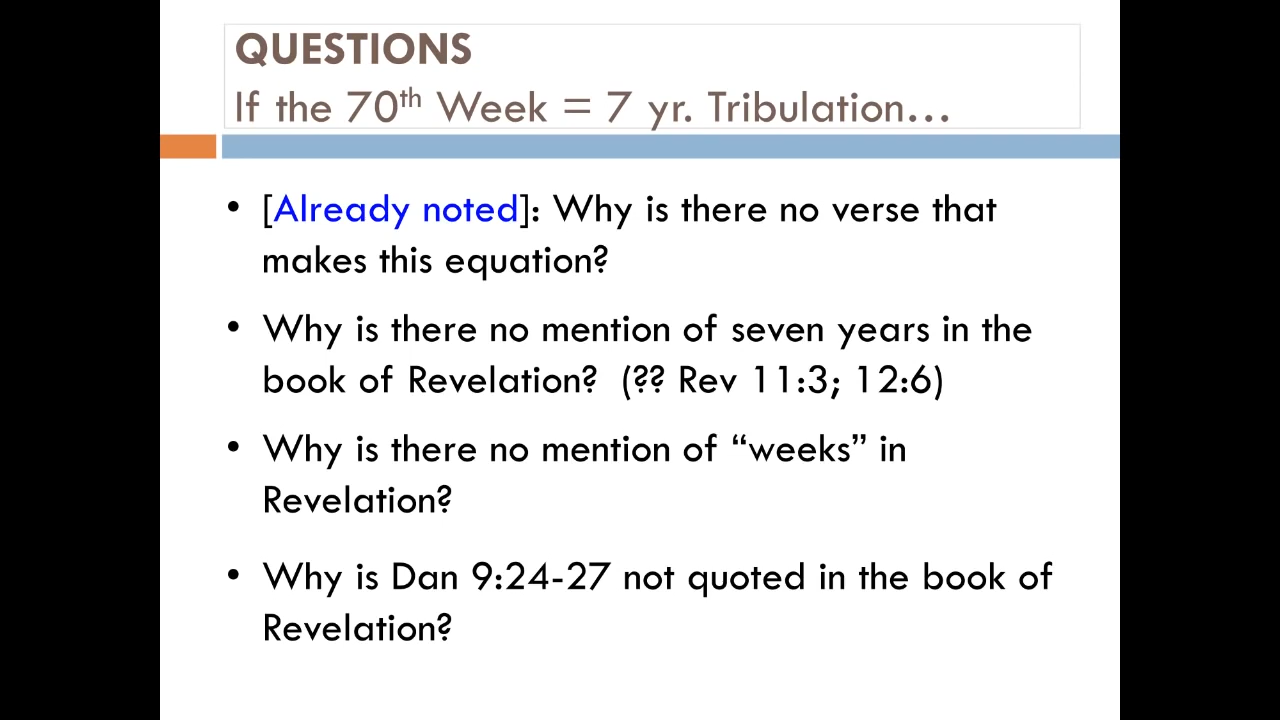 QUESTIONS
If the 70th Week = 7 yr. Tribulation...
• [Already noted]: Why is there no verse that
makes this equation?
• Why is there no mention of seven years in the
book of Revelation? (?? Rev 11:3; 12:6)
• Why is there no mention of “weeks” in
Revelation?
• Why is Dan 9:24-27 not quoted in the book of
Revelation?